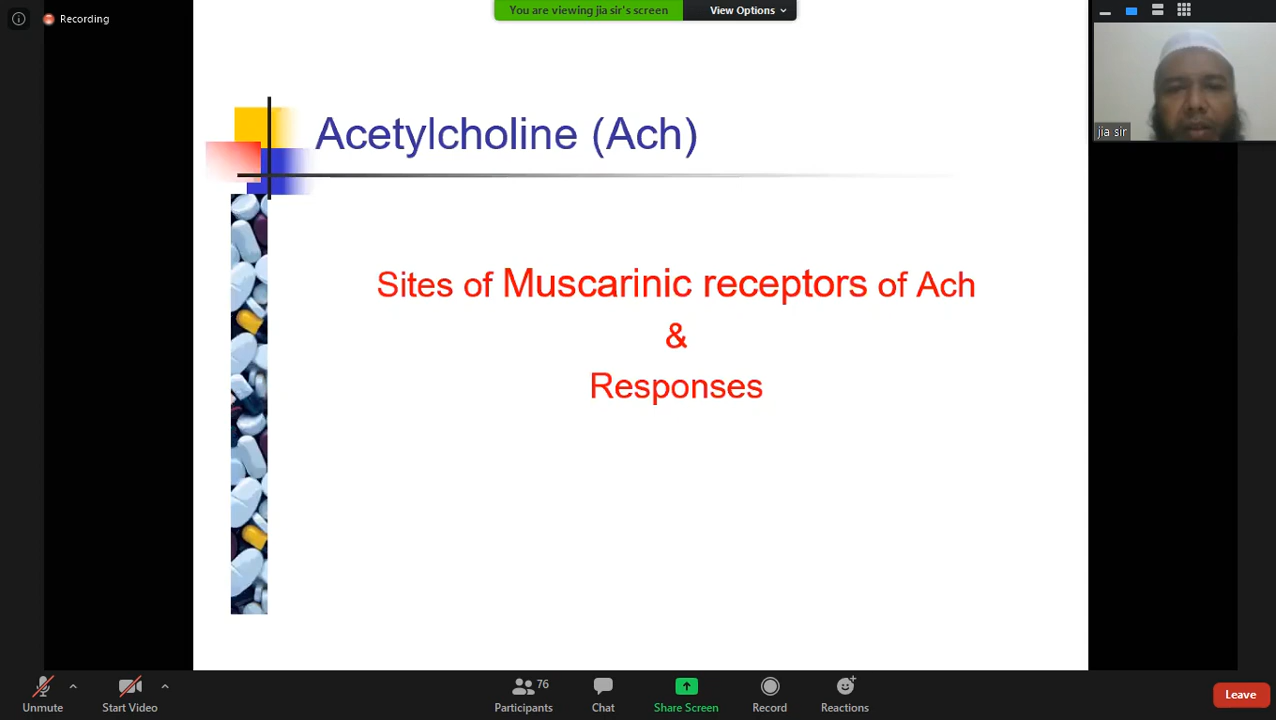 Recording
You are viewing jia sir's screen
View Options
jia sir
Acetylcholine (Ach)
Sites of Muscarinic receptors of Ach
&
Responses
Unmute
Start Video
76
Participants
Chat
Share Screen
Record
Reactions
Leave